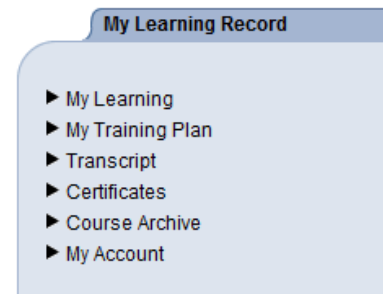 My Learning Record
My Learning
My Training Plan
Transcript
Certificates
Course Archive
My Account